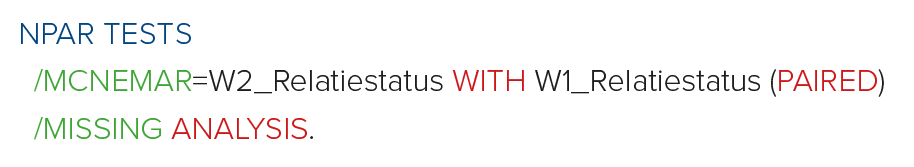 NPAR TESTS
/MCNEMAR=W2_Relatiestatus WITH W1_Relatiestatus (PAIRED)
/MISSING ANALYSIS.